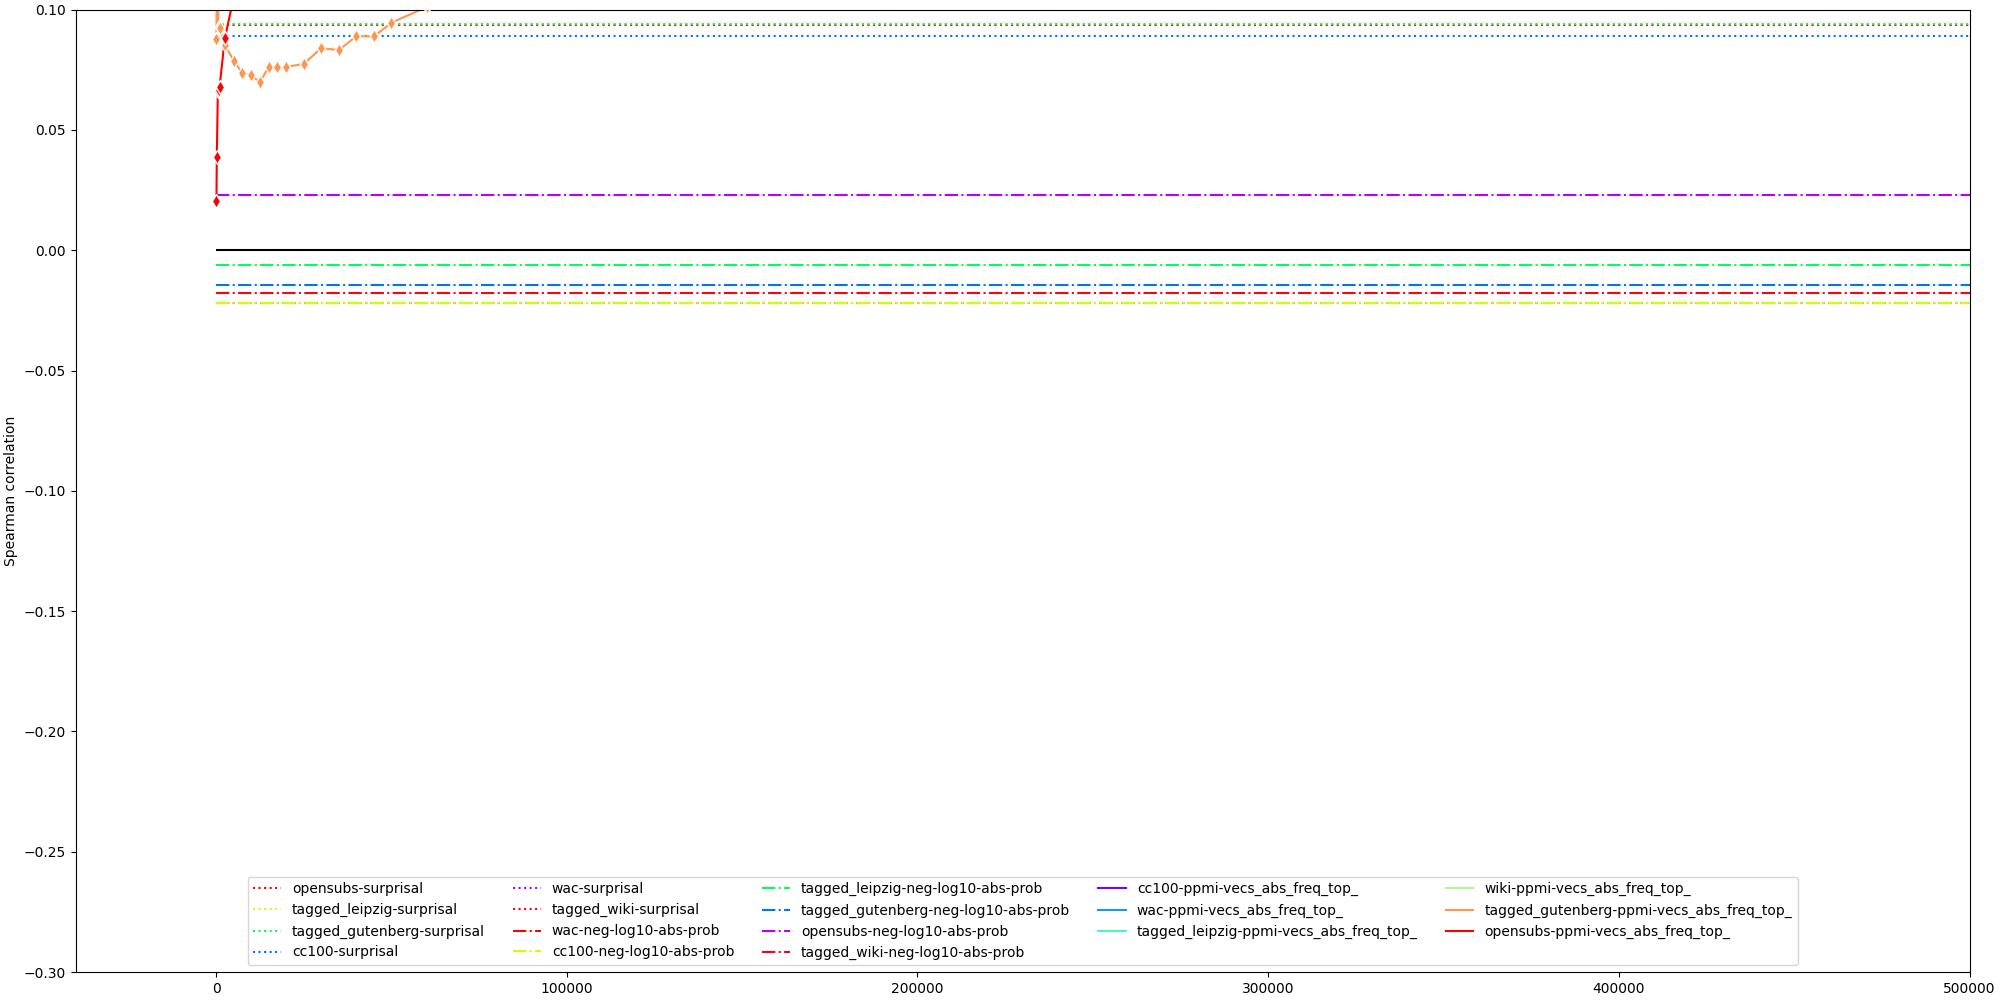 0.10
0.05
0.00
−0.05
−0.10
−0.15
−0.20
−0.25
−0.30
Spearman correlation
opensubs-surprisal
tagged_leipzig-surprisal
tagged_gutenberg-surprisal
cc100-surprisal
wac-surprisal
tagged_wiki-surprisal
wac-neg-log10-abs-prob
cc100-neg-log10-abs-prob
tagged_leipzig-neg-log10-abs-prob
tagged_gutenberg-neg-log10-abs-prob
opensubs-neg-log10-abs-prob
tagged_wiki-neg-log10-abs-prob
cc100-ppmi-vecs_abs_freq_top_
wac-ppmi-vecs_abs_freq_top_
tagged_leipzig-ppmi-vecs_abs_freq_top_
wiki-ppmi-vecs_abs_freq_top_
tagged_gutenberg-ppmi-vecs_abs_freq_top_
opensubs-ppmi-vecs_abs_freq_top_
0 100000 200000 300000 400000 500000